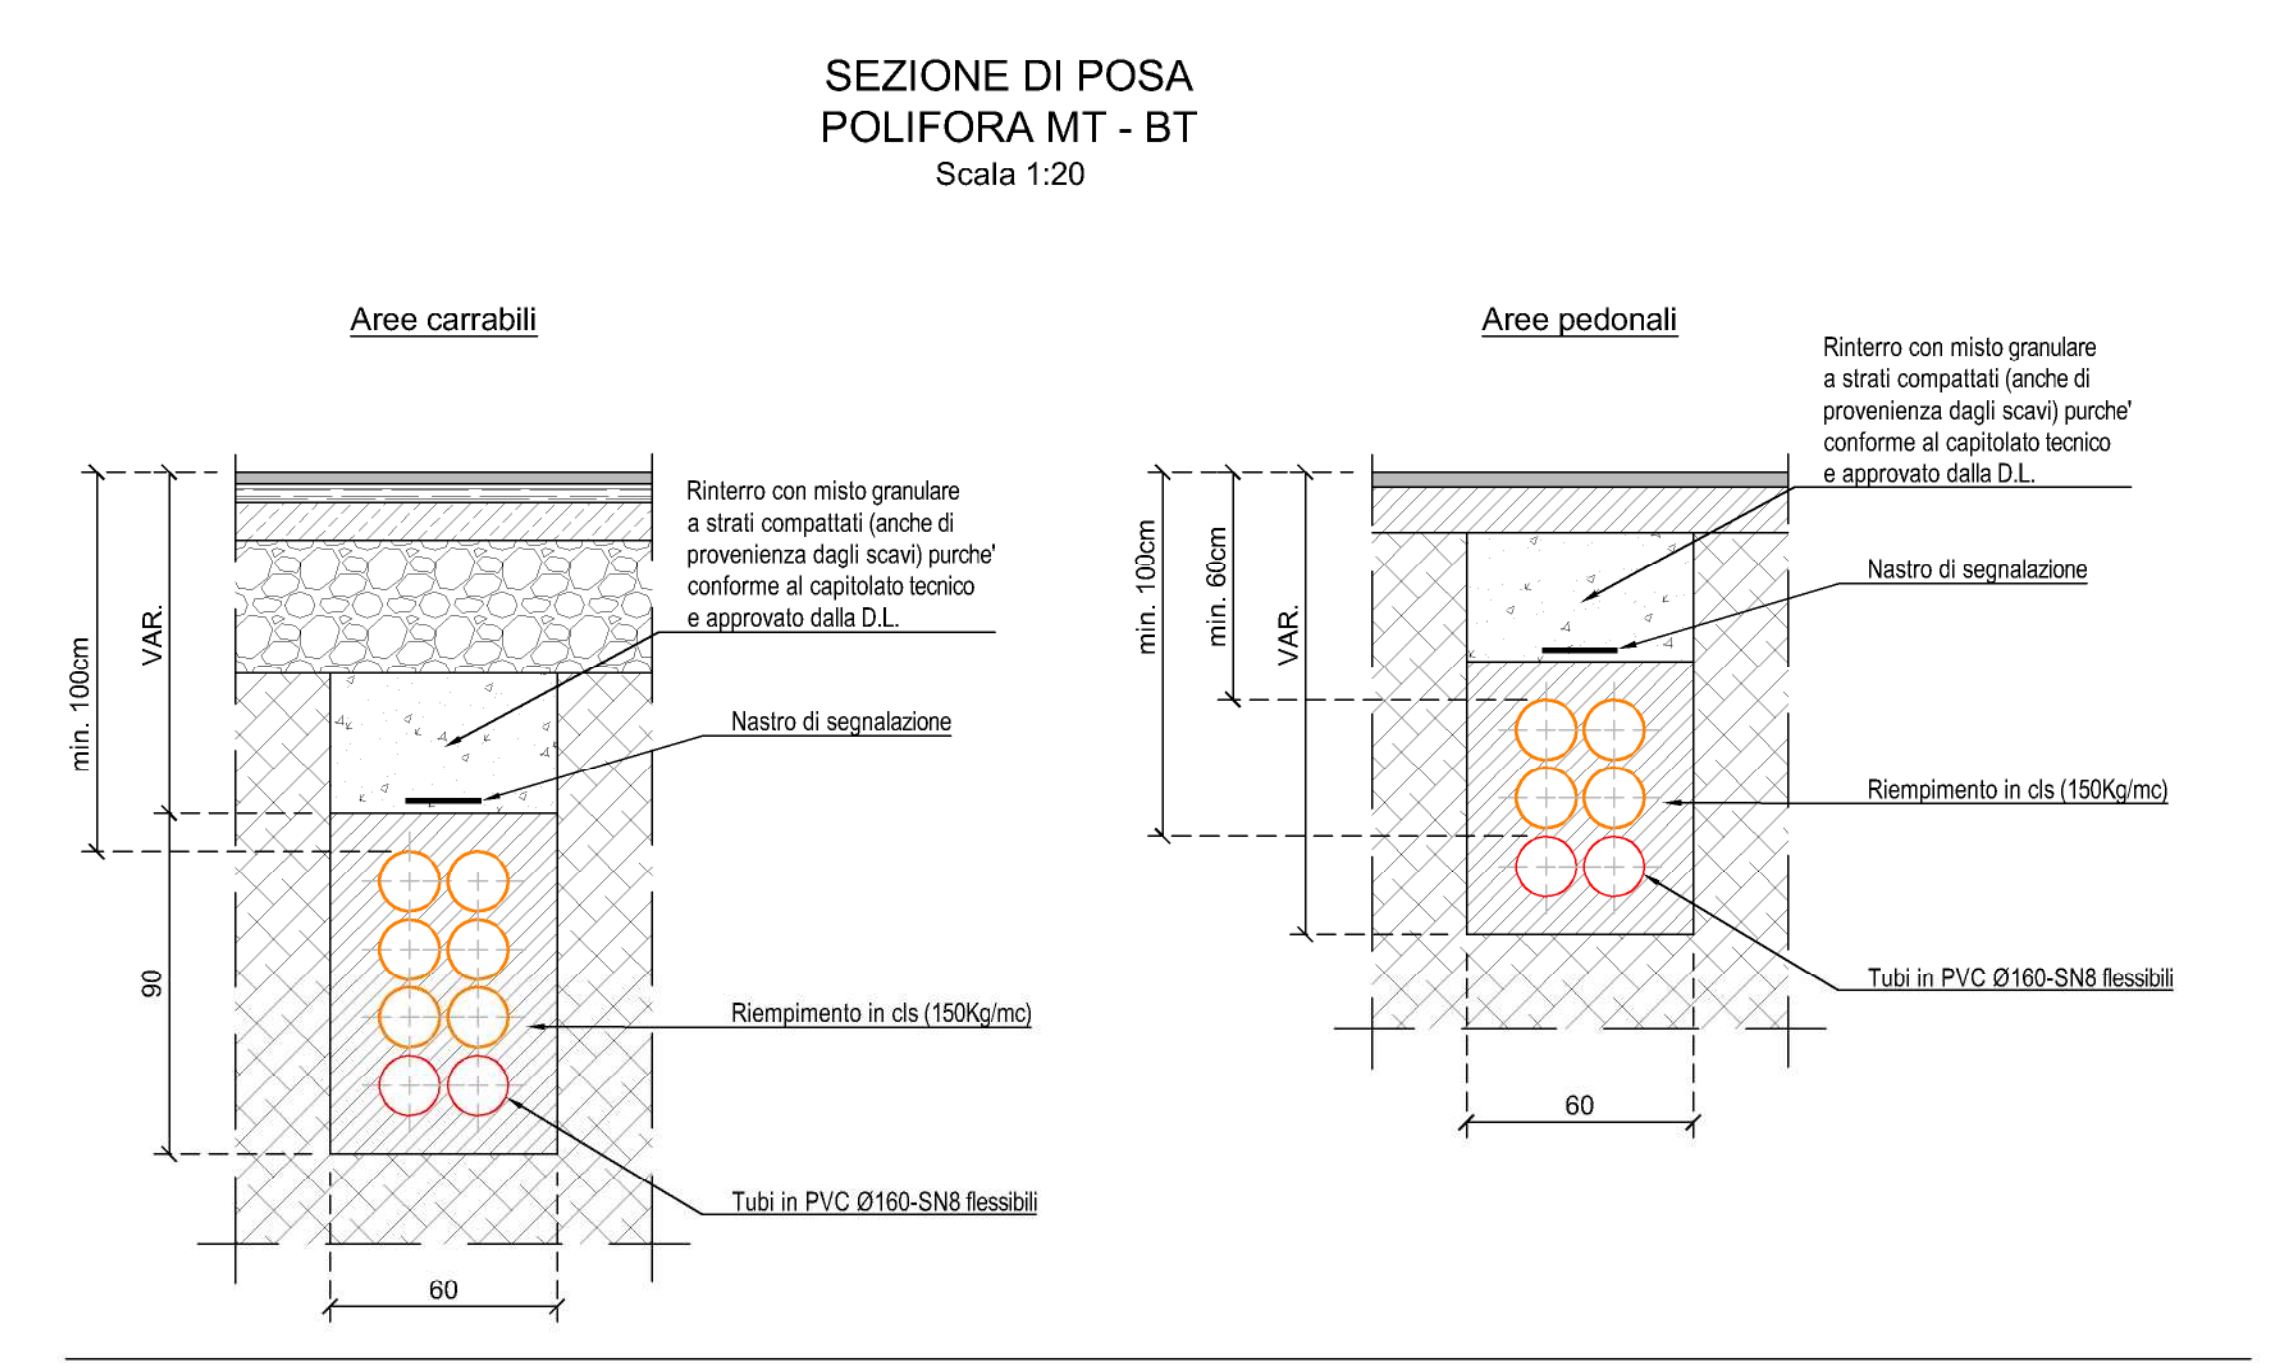 SEZIONE DI POSA
POLIFORA MT - BT
Scala 1:20
Aree carrabili
min. 100cm
VAR.
90
60
Rinterro con misto granulare
a strati compattati (anche di
provenienza dagli scavi) purche'
conforme al capitolato tecnico
e approvato dalla D.L.
Nastro di segnalazione
Riempimento in cls (150Kg/mc)
Tubi in PVC Ø160-SN8 flessibili
Aree pedonali
min. 100cm
min. 60cm
VAR.
60
Rinterro con misto granulare
a strati compattati (anche di
provenienza dagli scavi) purche'
conforme al capitolato tecnico
e approvato dalla D.L.
Nastro di segnalazione
Riempimento in cls (150Kg/mc)
Tubi in PVC Ø160-SN8 flessibili